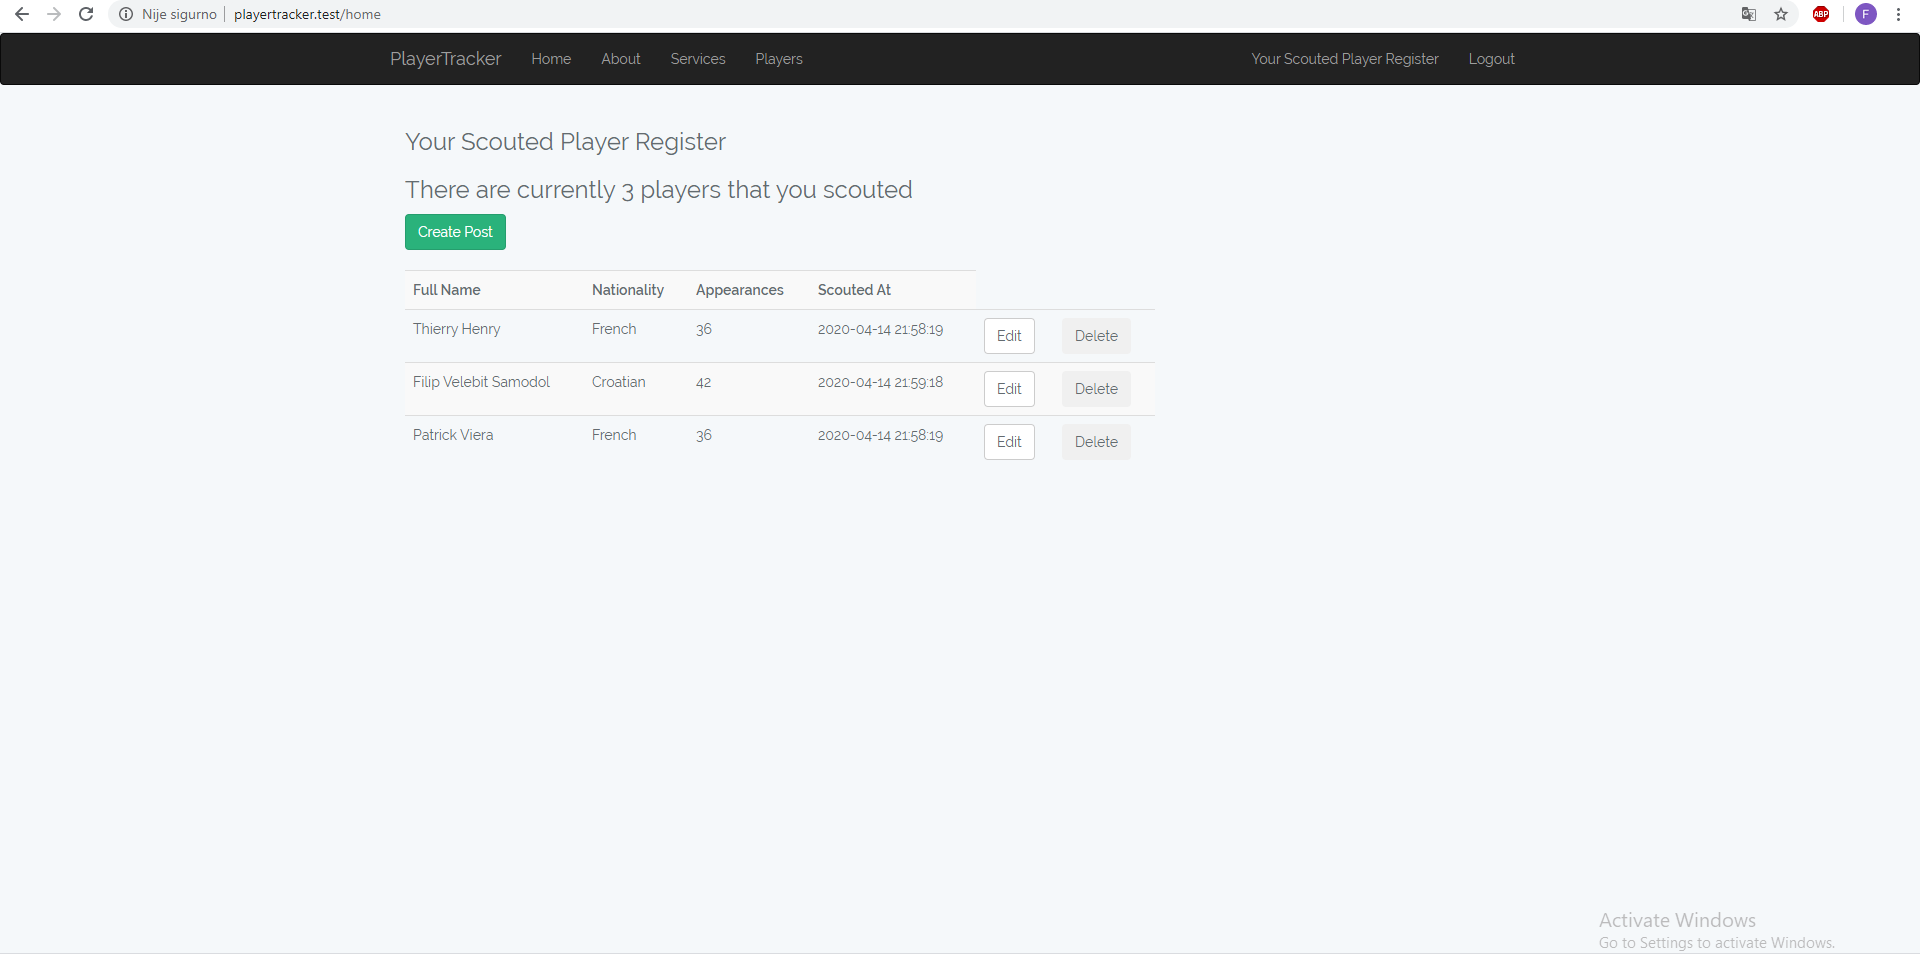 Nije sigurno playertracker.test/home ABP F
PlayerTracker Home About Services Players Your Scouted Player Register Logout
Your Scouted Player Register
There are currently 3 players that you scouted
Create Post
Full Name Nationality Appearances Scouted At
Thierry Henry French 36 2020-04-14 21:58:19 Edit Delete
Filip Velebit Samodol Croatian 42 2020-04-14 21:59:18 Edit Delete
Patrick Viera French 36 2020-04-14 21:58:19 Edit Delete
Activate Windows
Go to Settings to activate Windows.